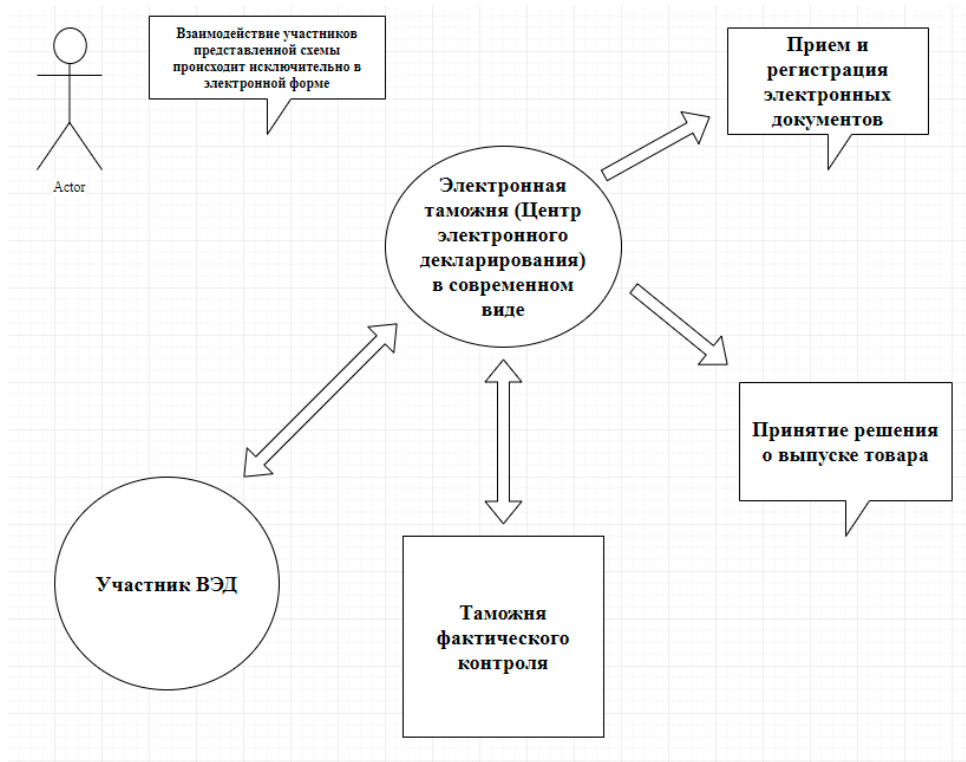 Взаимодействие участников
представленной схемы
происходит исключительно в
электронной форме
Actor
Прием и
регистрация
электронных
документов
Электронная
таможня (Центр
электронного
декларирования)
в современном
виде
Принятие решения
о выпуске товара
Участник ВЭД
Таможня
фактического
контроля